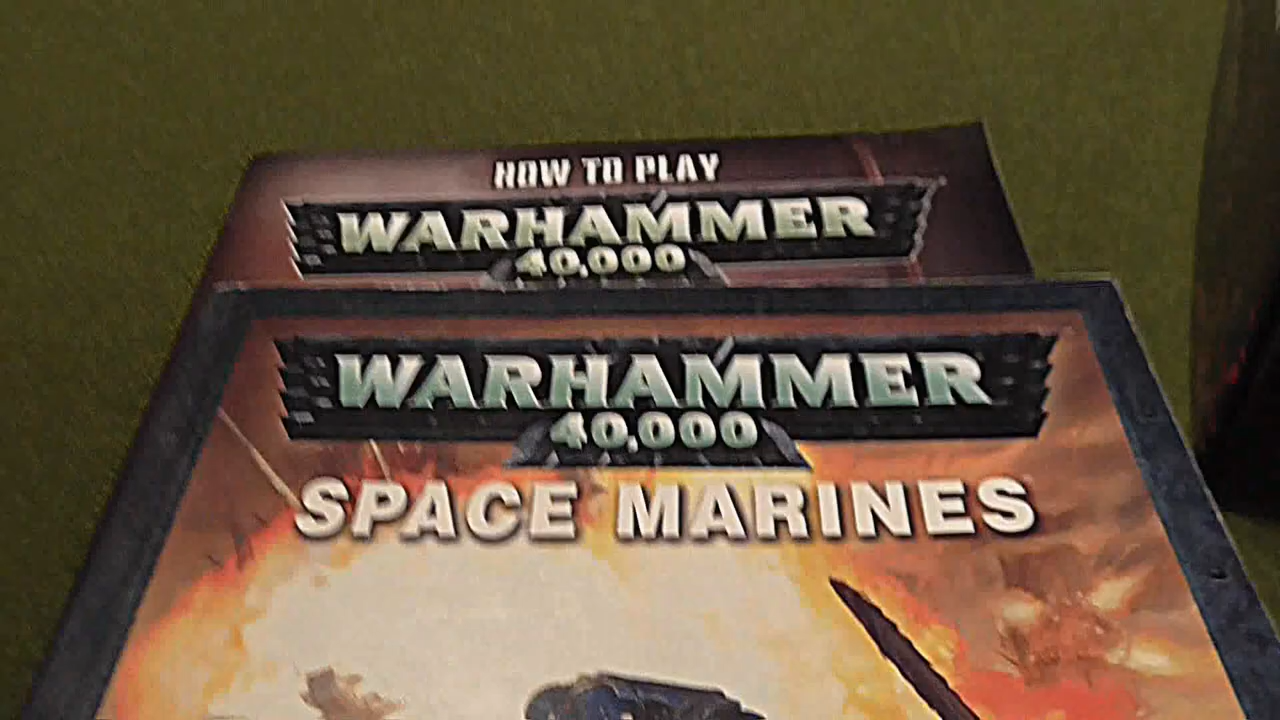 HOW TO PLAY
WARHAMMER
40,000
WARHAMMER
40,000
SPACE MARINES